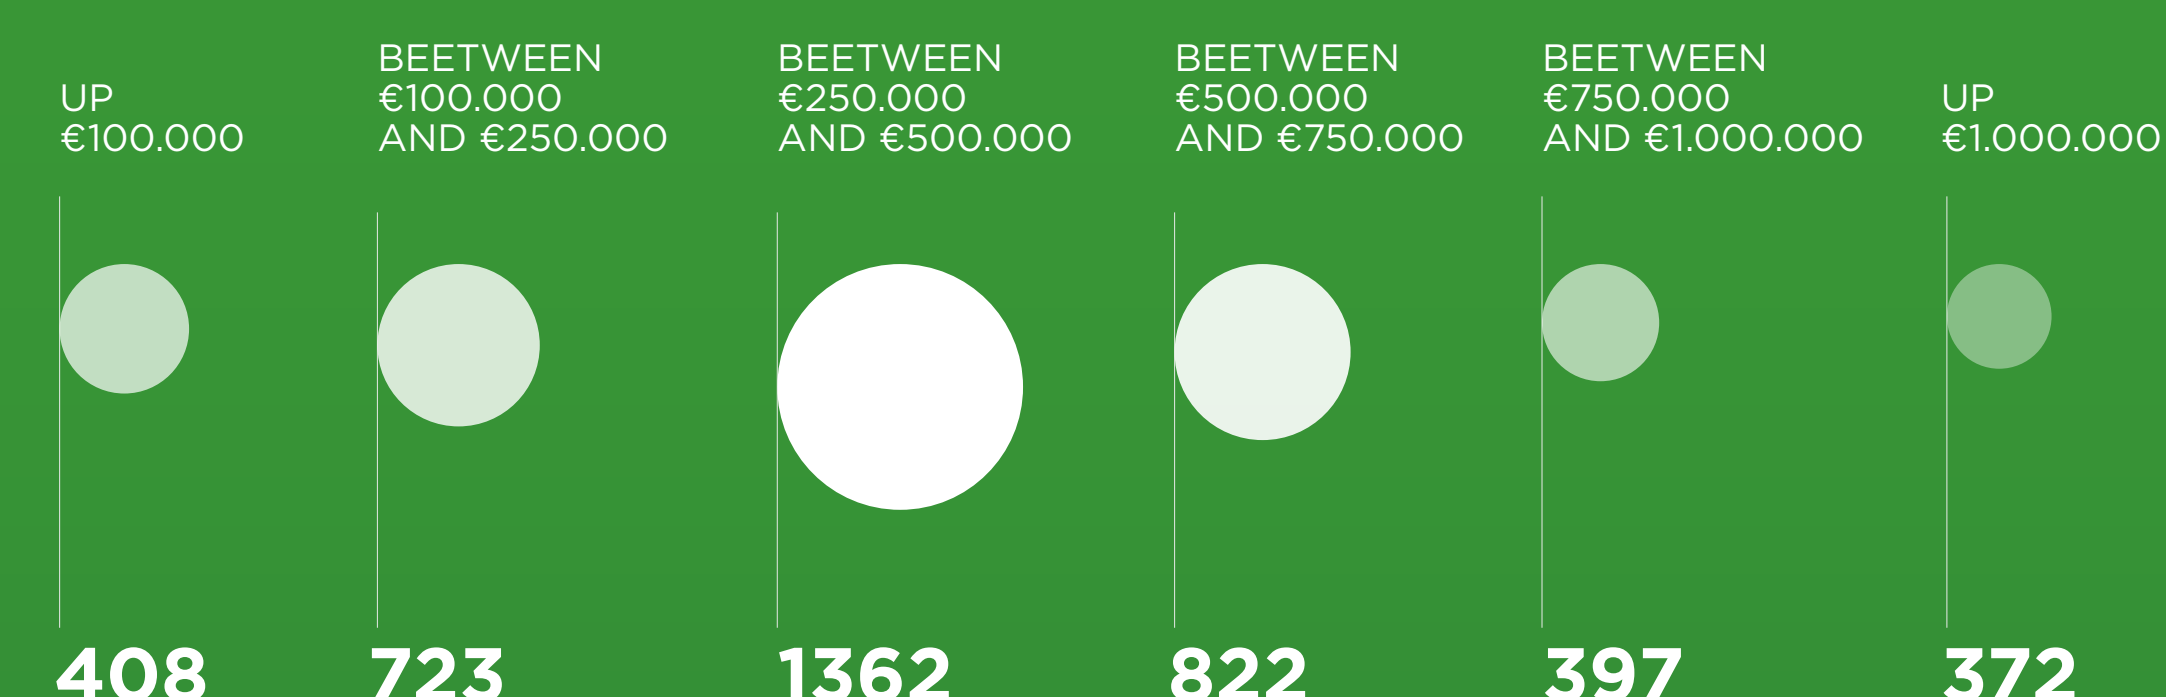 UP
€100.000
BEETWEEN
€100.000
AND €250.000
BEETWEEN
€250.000
AND €500.000
BEETWEEN
€500.000
AND €750.000
BEETWEEN
€750.000
AND €1.000.000
UP
€1.000.000
408
723
1362
822
397
372